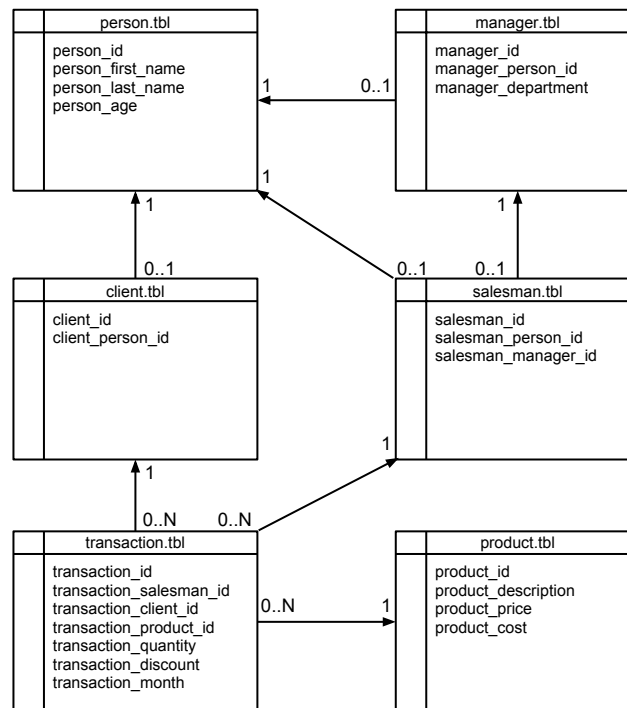 person.tbl
person_id
person_first_name
person_last_name
person_age
manager.tbl
manager_id
manager_person_id
manager_department
1
0..1
1
1
1
0..1
0..1
0..1
client.tbl
client_id
client_person_id
salesman.tbl
salesman_id
salesman_person_id
salesman_manager_id
1
1
0..N
0..N
transaction.tbl
transaction_id
transaction_salesman_id
transaction_client_id
transaction_product_id
transaction_quantity
transaction_discount
transaction_month
0..N
1
product.tbl
product_id
product_description
product_price
product_cost